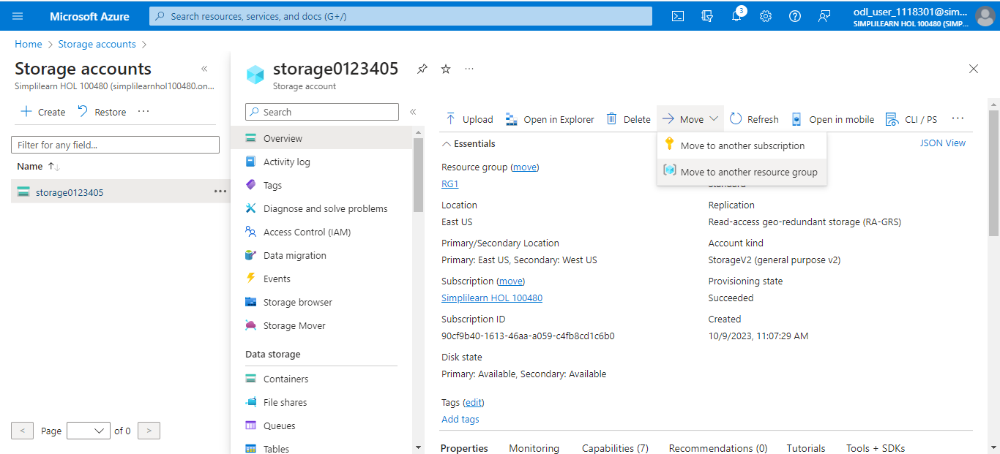 Microsoft Azure
Search resources, services, and docs (G+/)
3
odl_user_1118301@sim...
SIMPLILEARN HOL 100480 (SIMP...
Home > Storage accounts >
Storage accounts
Simplilearn HOL 100480 (simplilearnhol100480.on...
Create Restore ...
Filter for any field...
Name
storage0123405 ...
< Page of 0 >
storage0123405 ...
Storage account
Search
Overview
Activity log
Tags
Diagnose and solve problems
Access Control (IAM)
Data migration
Events
Storage browser
Storage Mover
Data storage
Containers
File shares
Queues
Tables
Upload Open in Explorer Delete Move Refresh Open in mobile CLI / PS ...
Move to another subscription
Move to another resource group
Essentials
JSON View
Resource group (move)
RG1
Location
East US
Primary/Secondary Location
Primary: East US, Secondary: West US
Subscription (move)
Simplilearn HOL 100480
Subscription ID
90cf9b40-1613-46aa-a059-c4fb8cd1c6b0
Disk state
Primary: Available, Secondary: Available
Standard
Replication
Read-access geo-redundant storage (RA-GRS)
Account kind
StorageV2 (general purpose v2)
Provisioning state
Succeeded
Created
10/9/2023, 11:07:29 AM
Tags (edit)
Add tags
Properties Monitoring Capabilities (7) Recommendations (0) Tutorials Tools + SDKs